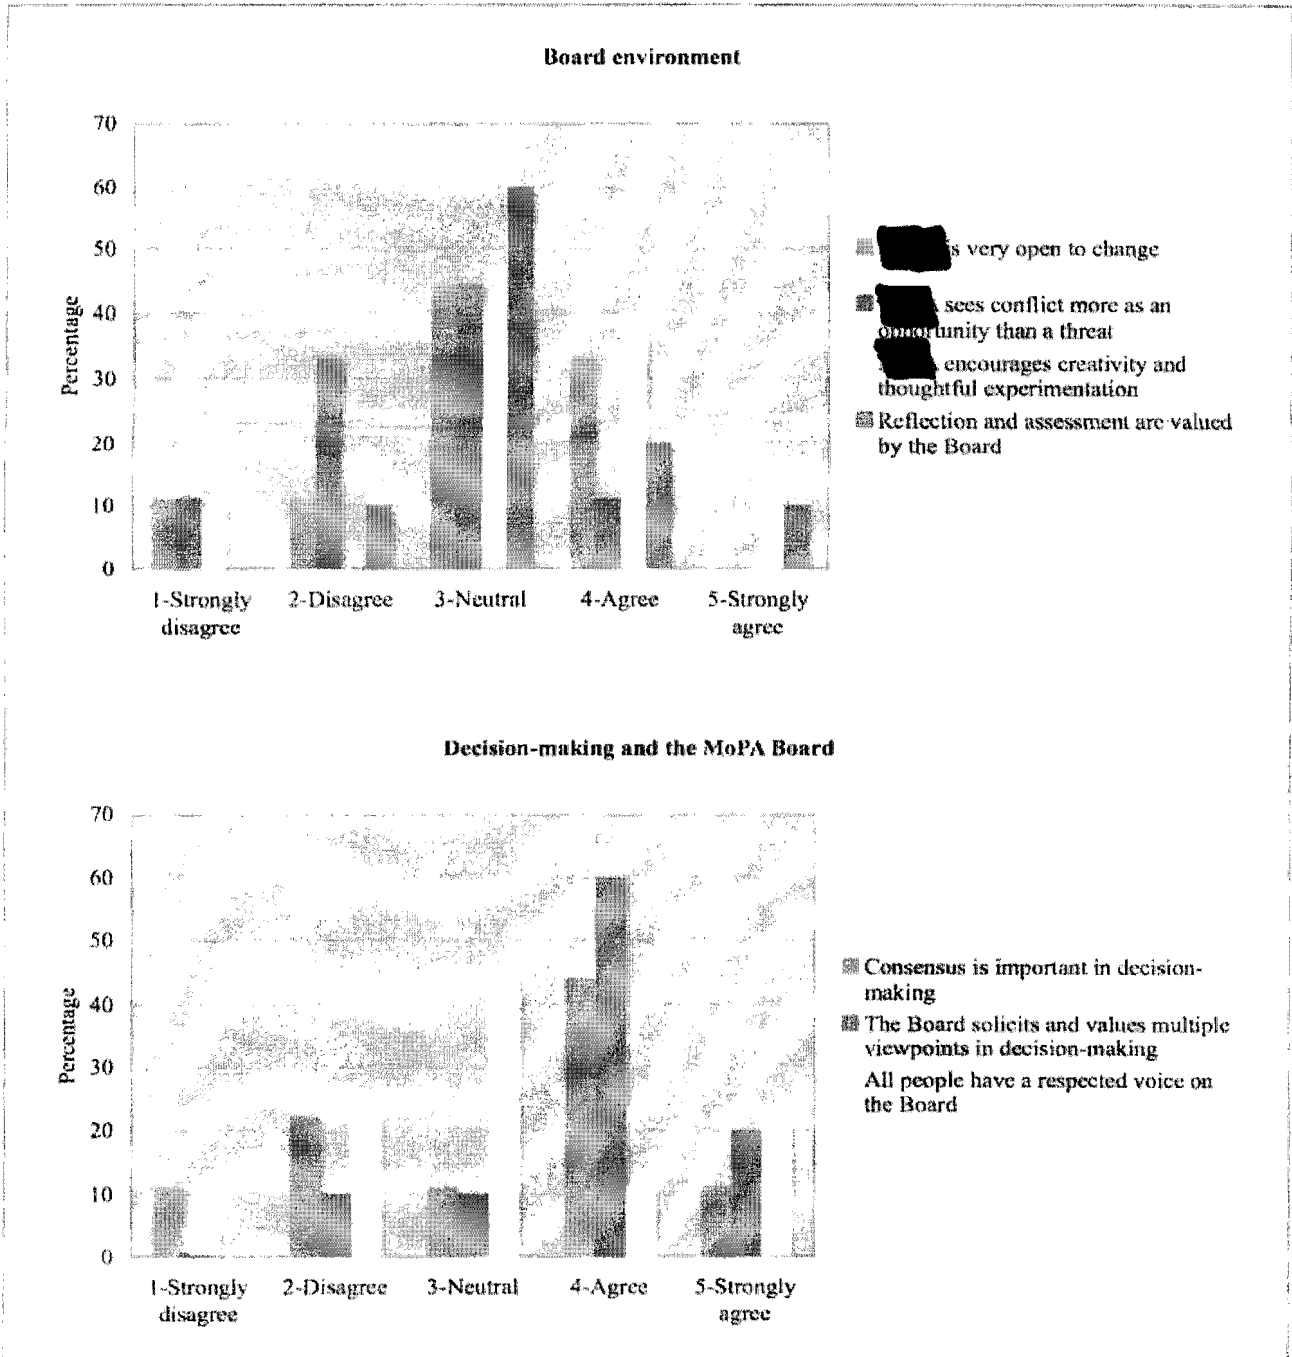 Board environment
70
60
50
40
30
20
10
0
Percentage
1-Strongly disagree
2-Disagree
3-Neutral
4-Agree
5-Strongly agree
is very open to change
sees conflict more as an
opportunity than a threat
encourages creativity and
thoughtful experimentation
Reflection and assessment are valued
by the Board
Decision-making and the MoPA Board
70
60
50
40
30
20
10
0
Percentage
1-Strongly disagree
2-Disagree
3-Neutral
4-Agree
5-Strongly agree
Consensus is important in decision-
making
The Board solicits and values multiple
viewpoints in decision-making
All people have a respected voice on
the Board